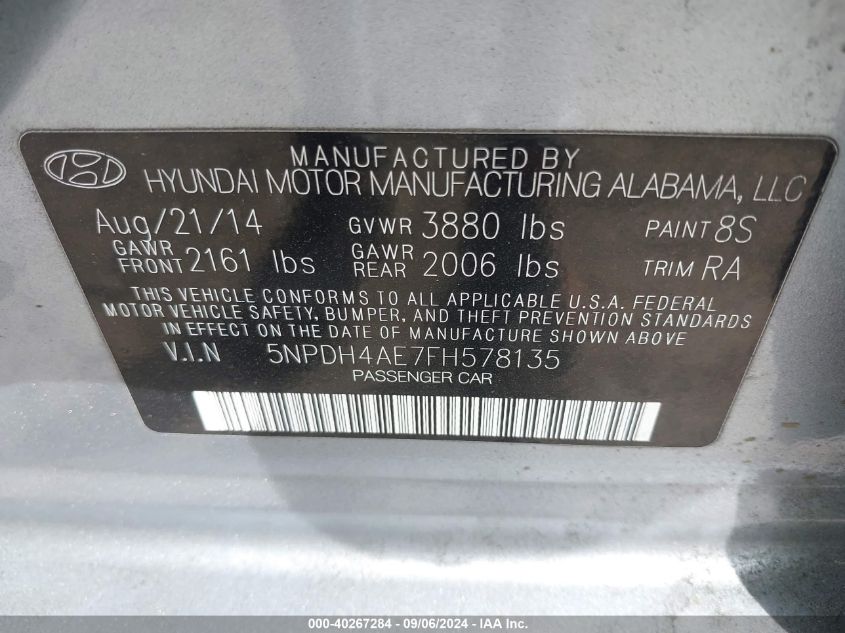 MANUFACTURED BY
HYUNDAI MOTOR MANUFACTURING ALABAMA, LLC
Aug/21/14 GVWR 3880 lbs PAINT 8S
GAWR FRONT 2161 lbs GAWR REAR 2006 lbs TRIM RA
THIS VEHICLE CONFORMS TO ALL APPLICABLE U.S.A. FEDERAL
MOTOR VEHICLE SAFETY, BUMPER, AND THEFT PREVENTION STANDARDS
IN EFFECT ON THE DATE OF MANUFACTURE SHOWN ABOVE.
V.I.N 5NPDH4AE7FH578135
PASSENGER CAR
000-40267284 - 09/06/2024 - IAA Inc.